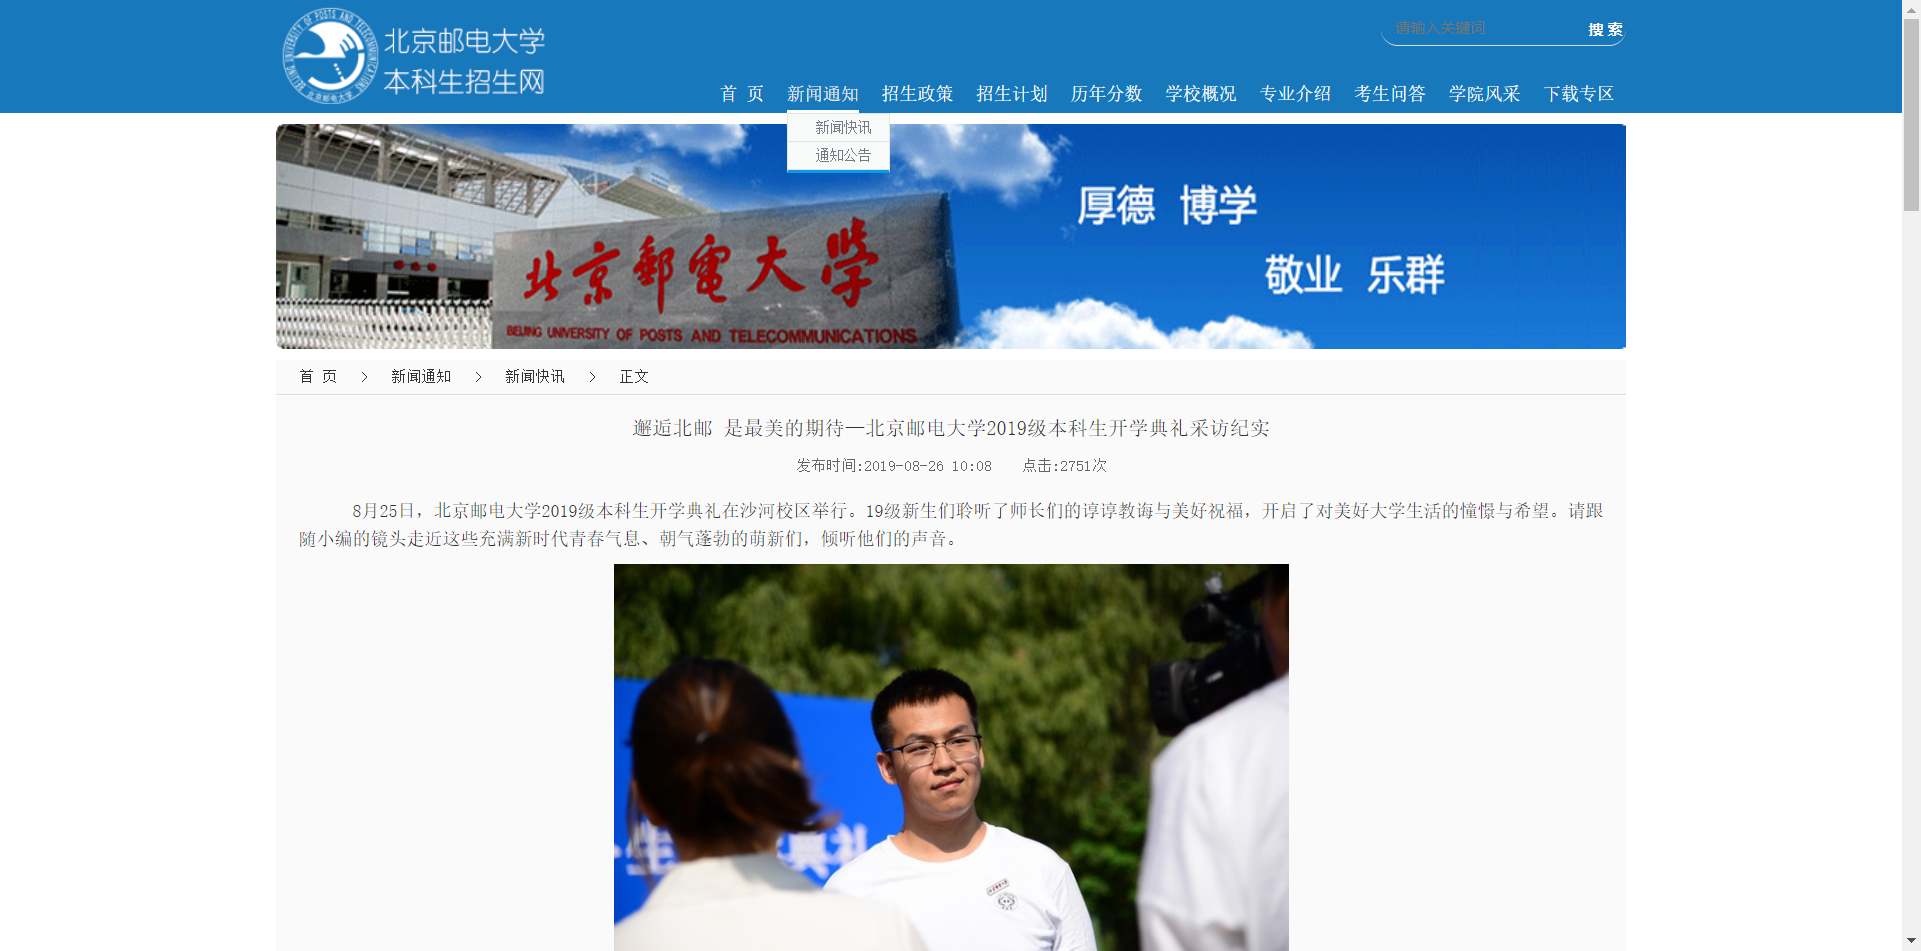 北京邮电大学
本科生招生网
BEIJING UNIVERSITY OF POSTS AND TELECOMMUNICATIONS
北京邮电大学
请输入关键词
搜 索
首 页 新闻通知 招生政策 招生计划 历年分数 学校概况 专业介绍 考生问答 学院风采 下载专区
新闻快讯
通知公告
厚德 博学
敬业 乐群
北京郵電大學
BEIJING UNIVERSITY OF POSTS AND TELECOMMUNICATIONS
首 页 > 新闻通知 > 新闻快讯 > 正文
邂逅北邮 是最美的期待—北京邮电大学2019级本科生开学典礼采访纪实
发布时间:2019-08-26 10:08 点击:2751次
8月25日，北京邮电大学2019级本科生开学典礼在沙河校区举行。19级新生们聆听了师长们的谆谆教诲与美好祝福，开启了对美好大学生活的憧憬与希望。请跟
随小编的镜头走近这些充满新时代青春气息、朝气蓬勃的萌新们，倾听他们的声音。
生 典礼